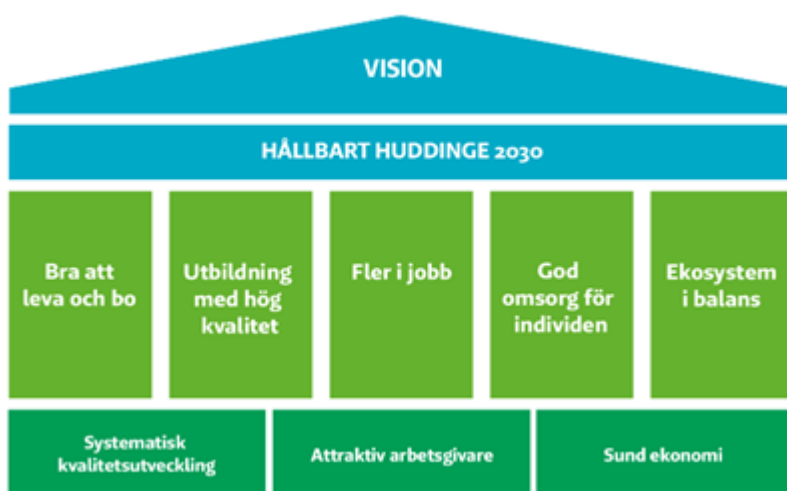 VISION
HÅLLBART HUDDINGE 2030
Bra att
leva och bo
Utbildning
med hög
kvalitet
Fler i jobb
God
omsorg för
individen
Ekosystem
i balans
Systematisk
kvalitetsutveckling
Attraktiv arbetsgivare
Sund ekonomi